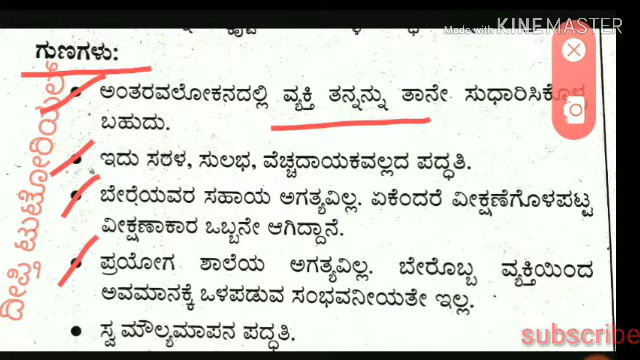 Made with KINEMASTER
ಗುಣಗಳು:
• ಅಂತರವಲೋಕನದಲ್ಲಿ ವ್ಯಕ್ತಿ ತನ್ನನ್ನು ತಾನೇ ಸುಧಾರಿಸಿಕೊಳ್ಳ
ಬಹುದು.
• ಇದು ಸರಳ, ಸುಲಭ, ವೆಚ್ಚದಾಯಕವಲ್ಲದ ಪದ್ಧತಿ.
• ಬೇರೆಯವರ ಸಹಾಯ ಅಗತ್ಯವಿಲ್ಲ. ಏಕೆಂದರೆ ವೀಕ್ಷಣೆಗೊಳಪಟ್ಟ
ವೀಕ್ಷಣಾಕಾರ ಒಬ್ಬನೇ ಆಗಿದ್ದಾನೆ.
• ಪ್ರಯೋಗ ಶಾಲೆಯ ಅಗತ್ಯವಿಲ್ಲ. ಬೇರೊಬ್ಬ ವ್ಯಕ್ತಿಯಿಂದ
ಅವಮಾನಕ್ಕೆ ಒಳಪಡುವ ಸಂಭವನೀಯತೇ ಇಲ್ಲ.
• ಸ್ವ ಮೌಲ್ಯಮಾಪನ ಪದ್ಧತಿ.
ದೀಪ್ತಿ ಟುಟೋರಿಯಲ್
subscribe